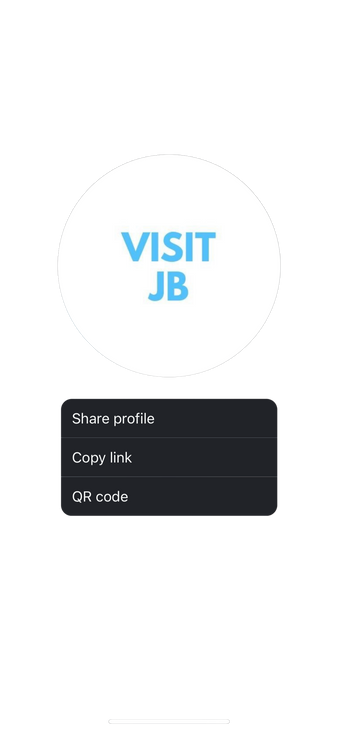 VISIT
JB
Share profile
Copy link
QR code